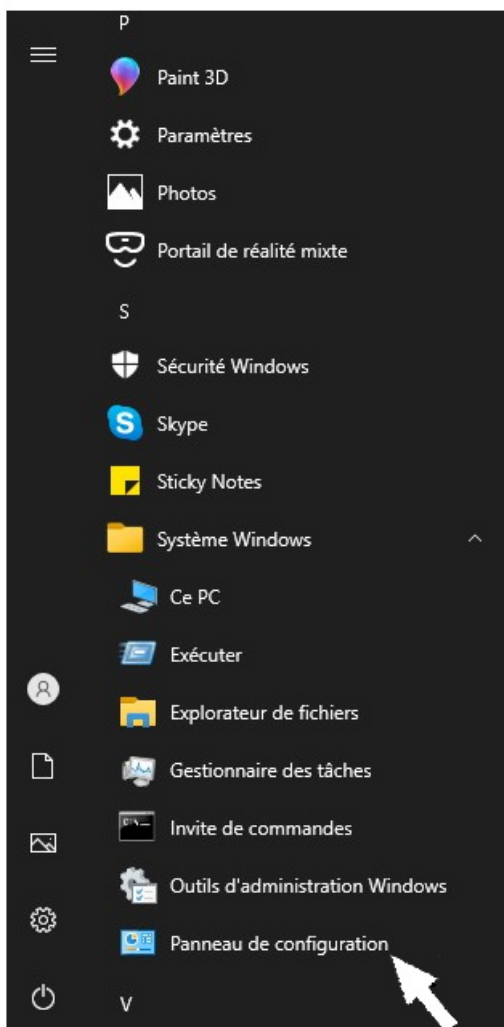 P
Paint 3D
Paramètres
Photos
Portail de réalité mixte
S
Sécurité Windows
Skype
Sticky Notes
Système Windows
Ce PC
Exécuter
Explorateur de fichiers
Gestionnaire des tâches
Invite de commandes
Outils d'administration Windows
Panneau de configuration
V